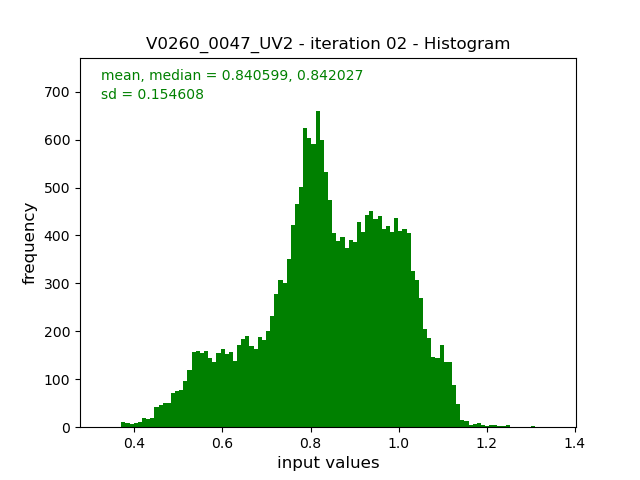 V0260_0047_UV2 - iteration 02 - Histogram
mean, median = 0.840599, 0.842027
sd = 0.154608
700
600
500
400
300
200
100
0
frequency
0.4 0.6 0.8 1.0 1.2 1.4
input values